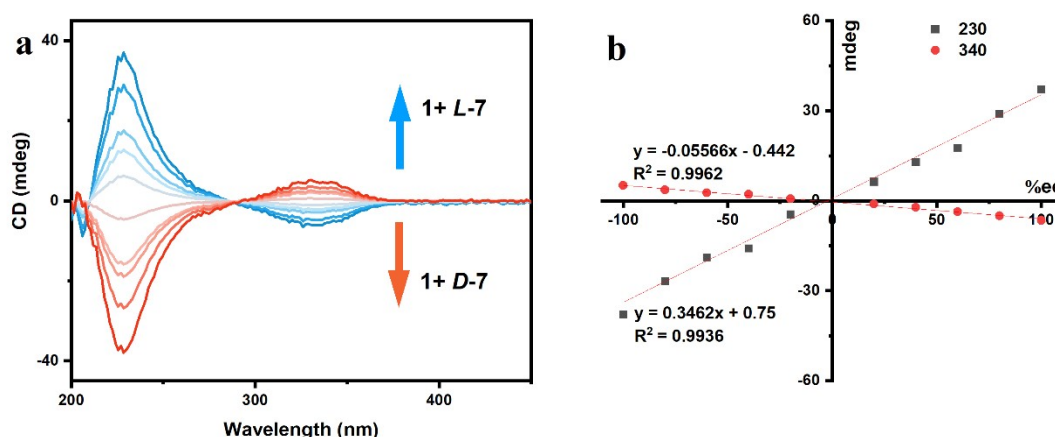 a
CD (mdeg)
40
0
-40
200
300
400
Wavelength (nm)
1+ L-7
1+ D-7
b
mdeg
230
340
60
30
-30
-60
-100
-50
0
50
100
%ee
y = -0.05566x - 0.442
R² = 0.9962
y = 0.3462x + 0.75
R² = 0.9936